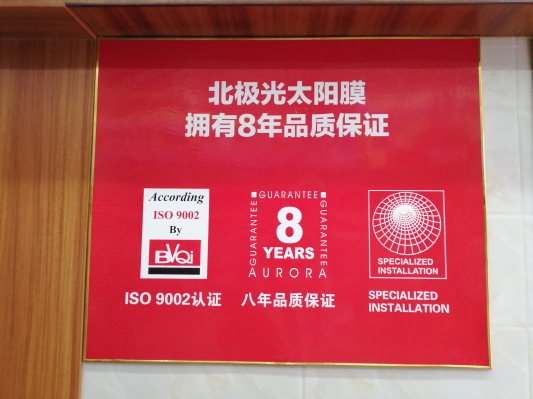 北极光太阳膜
拥有8年品质保证
According
ISO 9002
By
BVQi
ISO 9002认证
GUARANTEE
GUARANTEE
GUARANTEE
8
YEARS
AURORA
八年品质保证
SPECIALIZED
INSTALLATION
SPECIALIZED
INSTALLATION